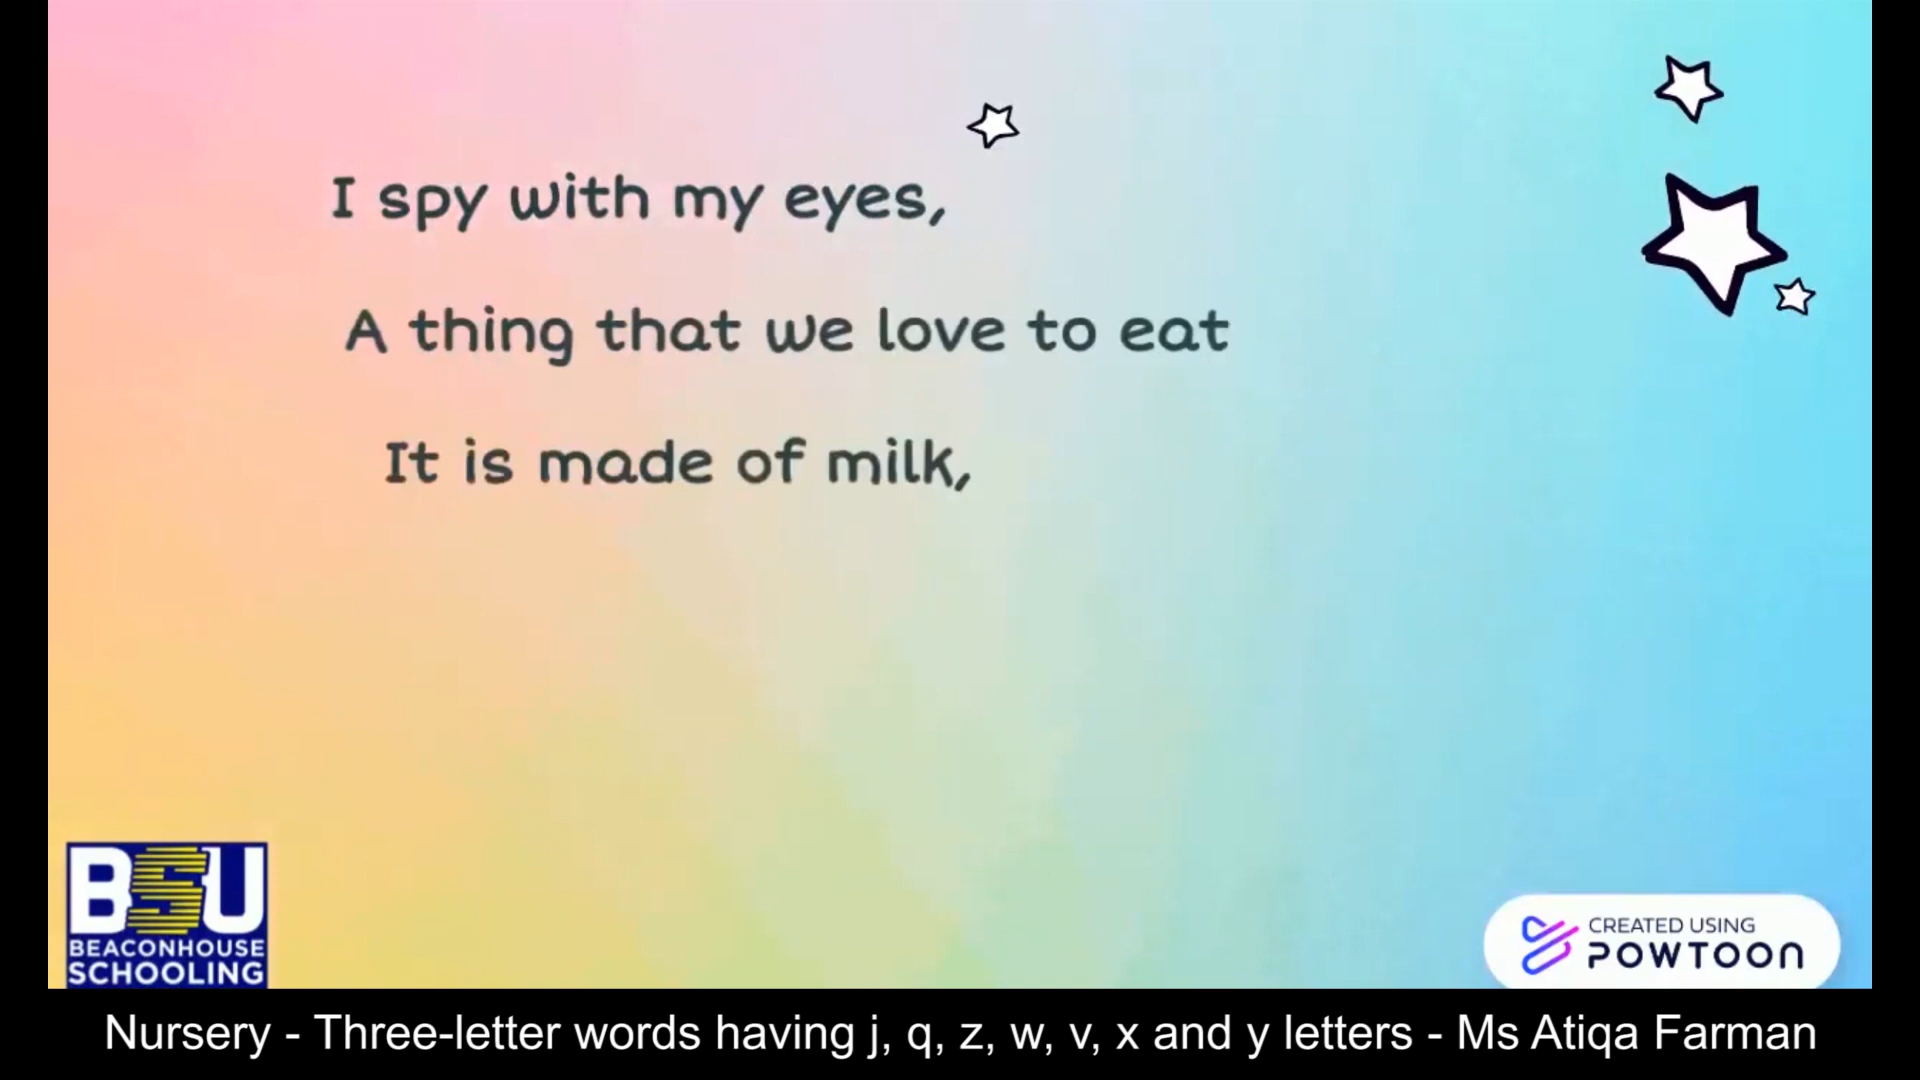 I spy with my eyes,
A thing that we love to eat
It is made of milk,
BSU
BEACONHOUSE
SCHOOLING
CREATED USING
POWTOON
Nursery - Three-letter words having j, q, z, w, v, x and y letters - Ms Atiqa Farman